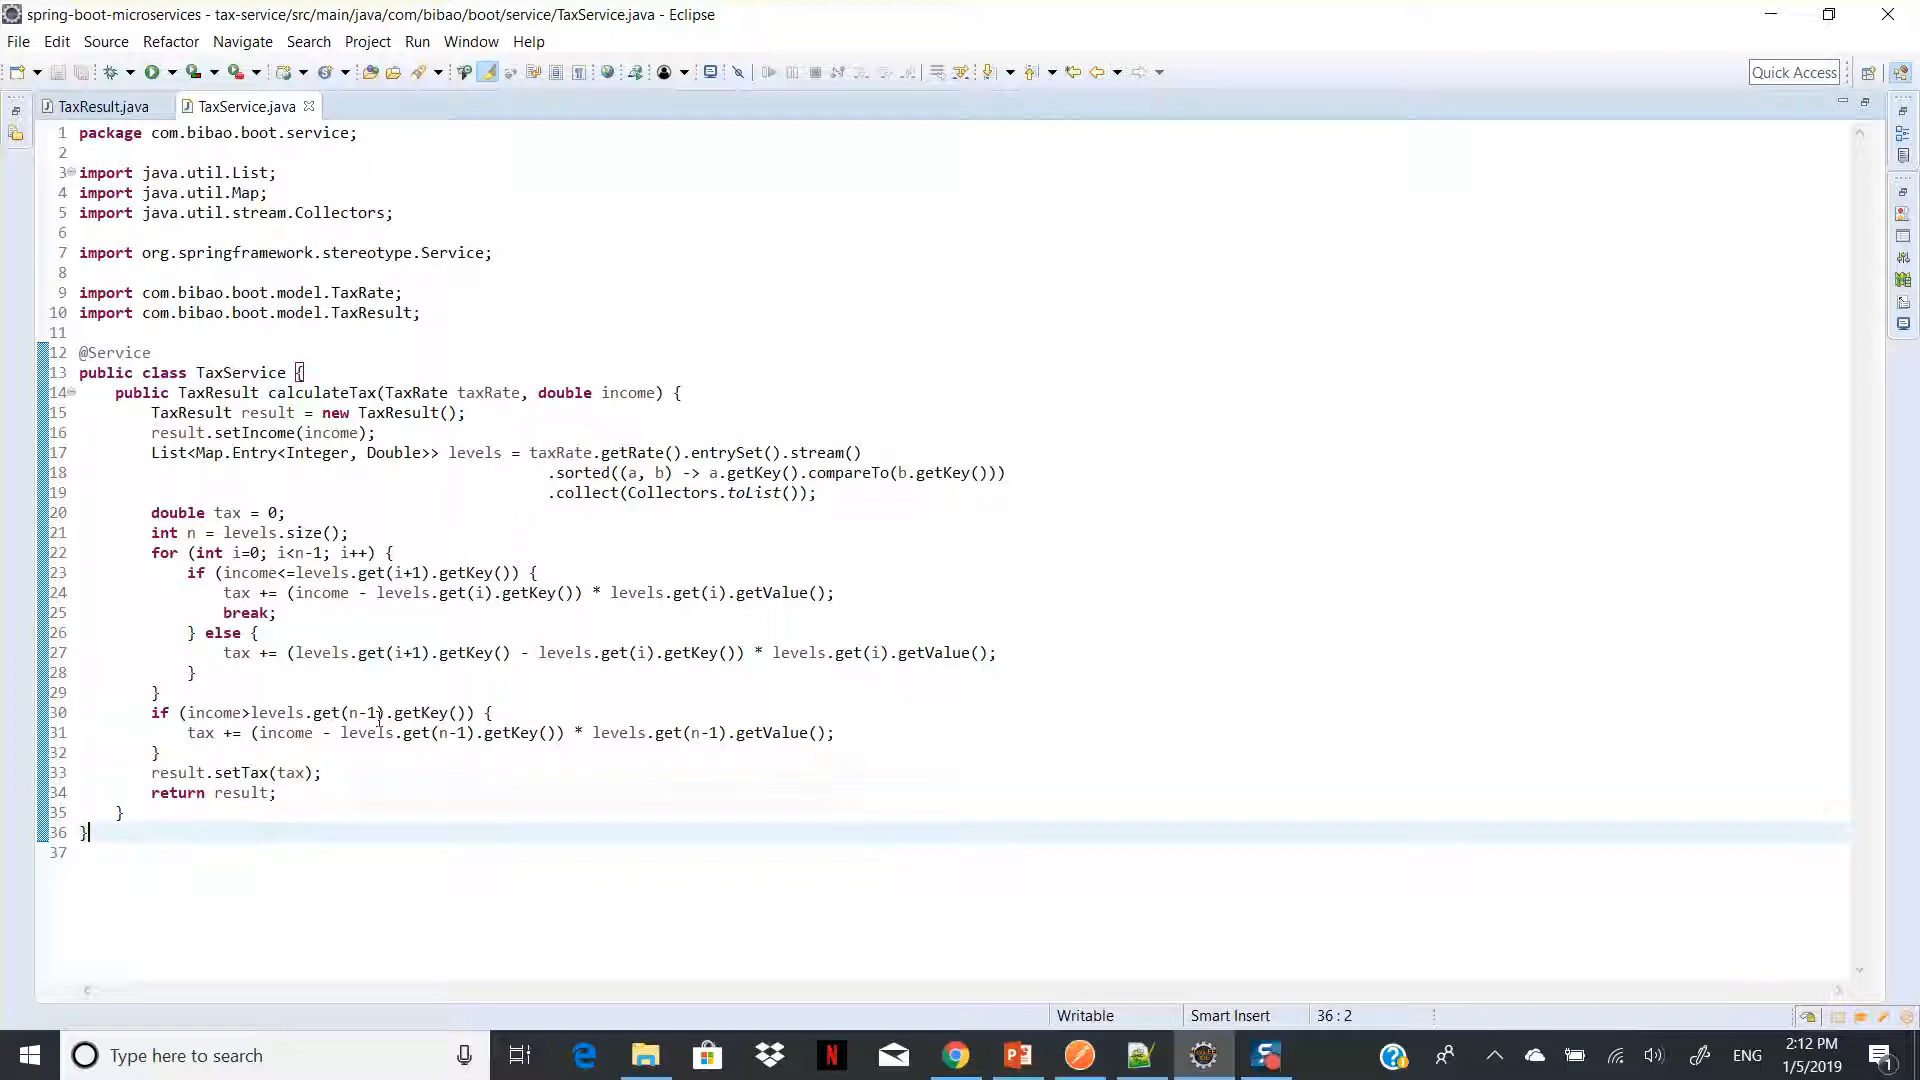 spring-boot-microservices - tax-service/src/main/java/com/bibao/boot/service/TaxService.java - Eclipse
File Edit Source Refactor Navigate Search Project Run Window Help
Quick Access
TaxResult.java TaxService.java
1 package com.bibao.boot.service;
2
3 import java.util.List;
4 import java.util.Map;
5 import java.util.stream.Collectors;
6
7 import org.springframework.stereotype.Service;
8
9 import com.bibao.boot.model.TaxRate;
10 import com.bibao.boot.model.TaxResult;
11
12 @Service
13 public class TaxService {
14 public TaxResult calculateTax(TaxRate taxRate, double income) {
15 TaxResult result = new TaxResult();
16 result.setIncome(income);
17 List<Map.Entry<Integer, Double>> levels = taxRate.getRate().entrySet().stream()
18 .sorted((a, b) -> a.getKey().compareTo(b.getKey()))
19 .collect(Collectors.toList());
20 double tax = 0;
21 int n = levels.size();
22 for (int i=0; i<n-1; i++) {
23 if (income<=levels.get(i+1).getKey()) {
24 tax += (income - levels.get(i).getKey()) * levels.get(i).getValue();
25 break;
26 } else {
27 tax += (levels.get(i+1).getKey() - levels.get(i).getKey()) * levels.get(i).getValue();
28 }
29 }
30 if (income>levels.get(n-1).getKey()) {
31 tax += (income - levels.get(n-1).getKey()) * levels.get(n-1).getValue();
32 }
33 result.setTax(tax);
34 return result;
35 }
36 }
37
Writable Smart Insert 36 : 2
Type here to search
ENG
2:12 PM
1/5/2019
1